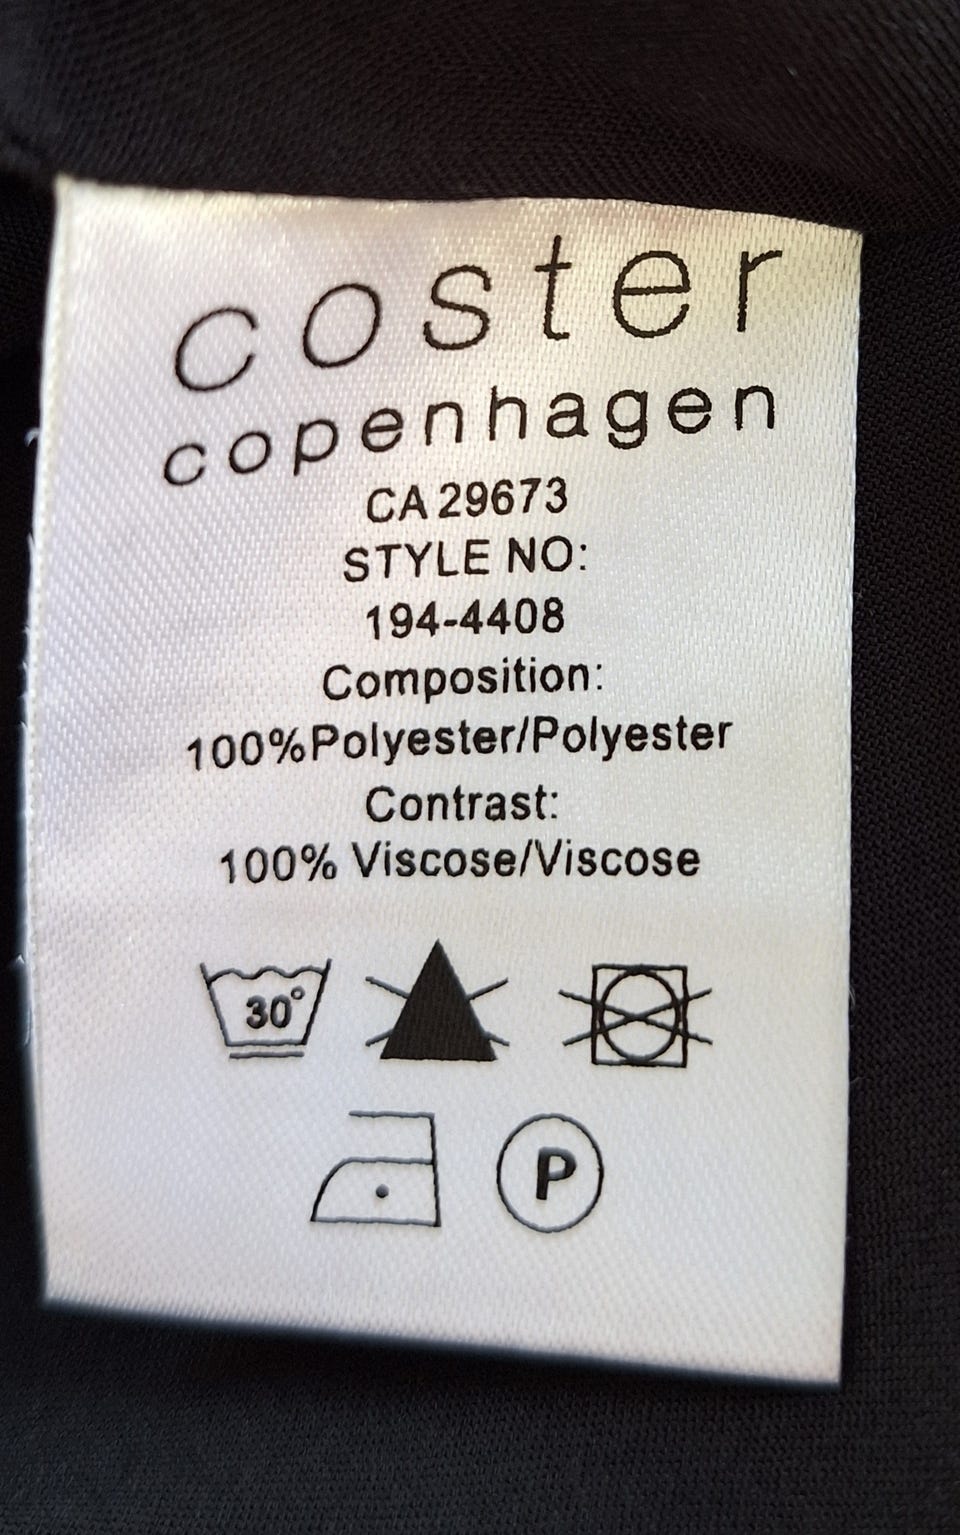 coster
copenhagen
CA 29673
STYLE NO:
194-4408
Composition:
100%Polyester/Polyester
Contrast:
100% Viscose/Viscose
30°
P